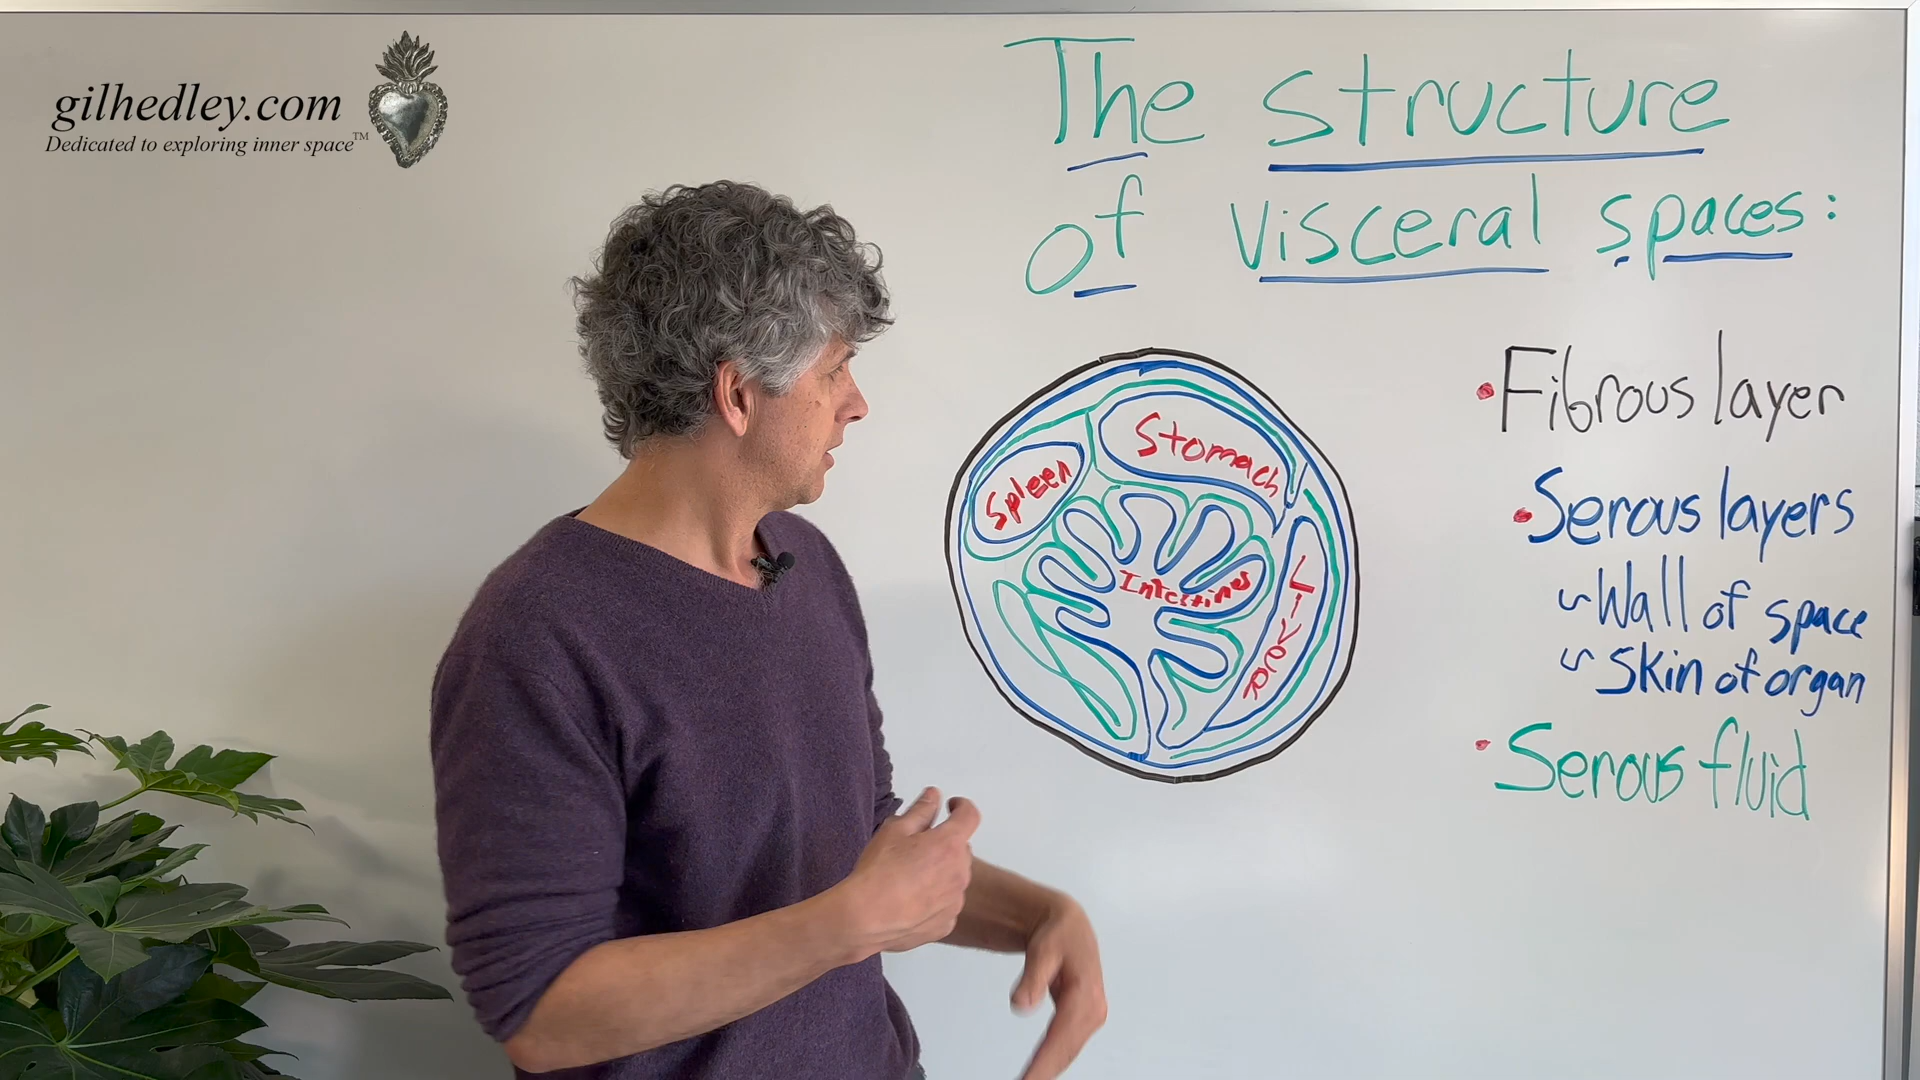 gilhedley.com
Dedicated to exploring inner space™
The structure
of visceral spaces:
Stomach
Spleen
Intestines
Liver
• Fibrous layer
• Serous layers
~ Wall of space
~ Skin of organ
• Serous fluid